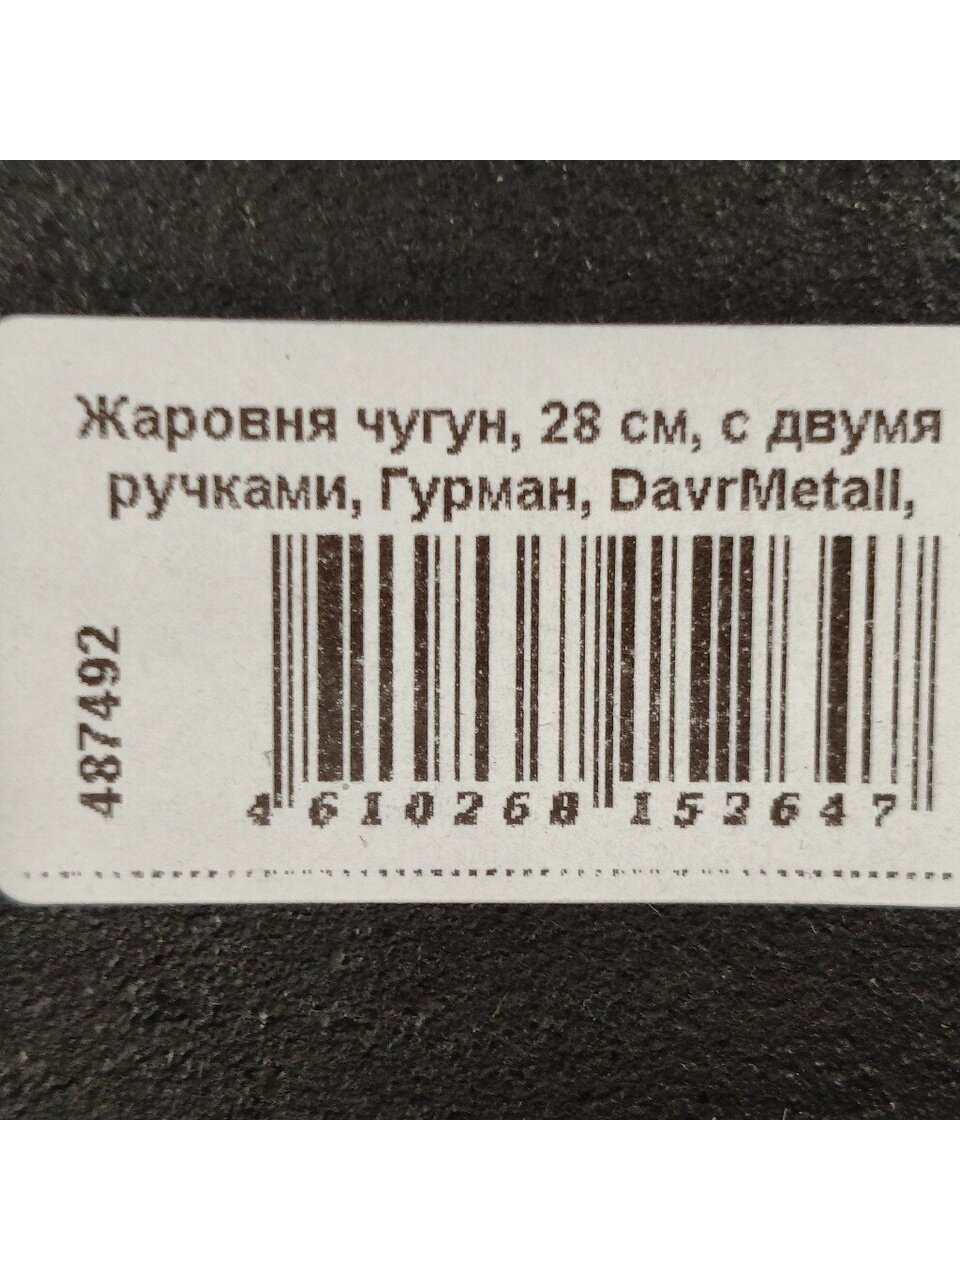 Жаровня чугун, 28 см, с двумя
ручками, Гурман, DavrMetall,
487492
4 610268 152647